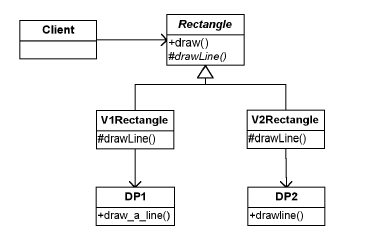 Client
Rectangle
+draw()
#drawLine()
V1Rectangle
#drawLine()
V2Rectangle
#drawLine()
DP1
+draw_a_line()
DP2
+drawline()